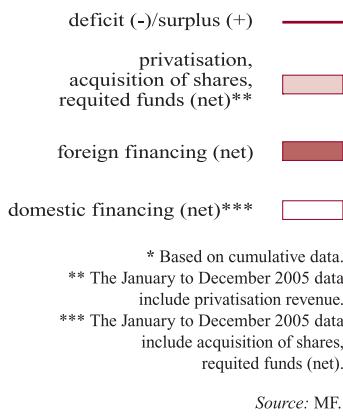 deficit (-)/surplus (+)
privatisation,
acquisition of shares,
requited funds (net)**
foreign financing (net)
domestic financing (net)***
* Based on cumulative data.
** The January to December 2005 data
include privatisation revenue.
*** The January to December 2005 data
include acquisition of shares,
requited funds (net).
Source: MF.